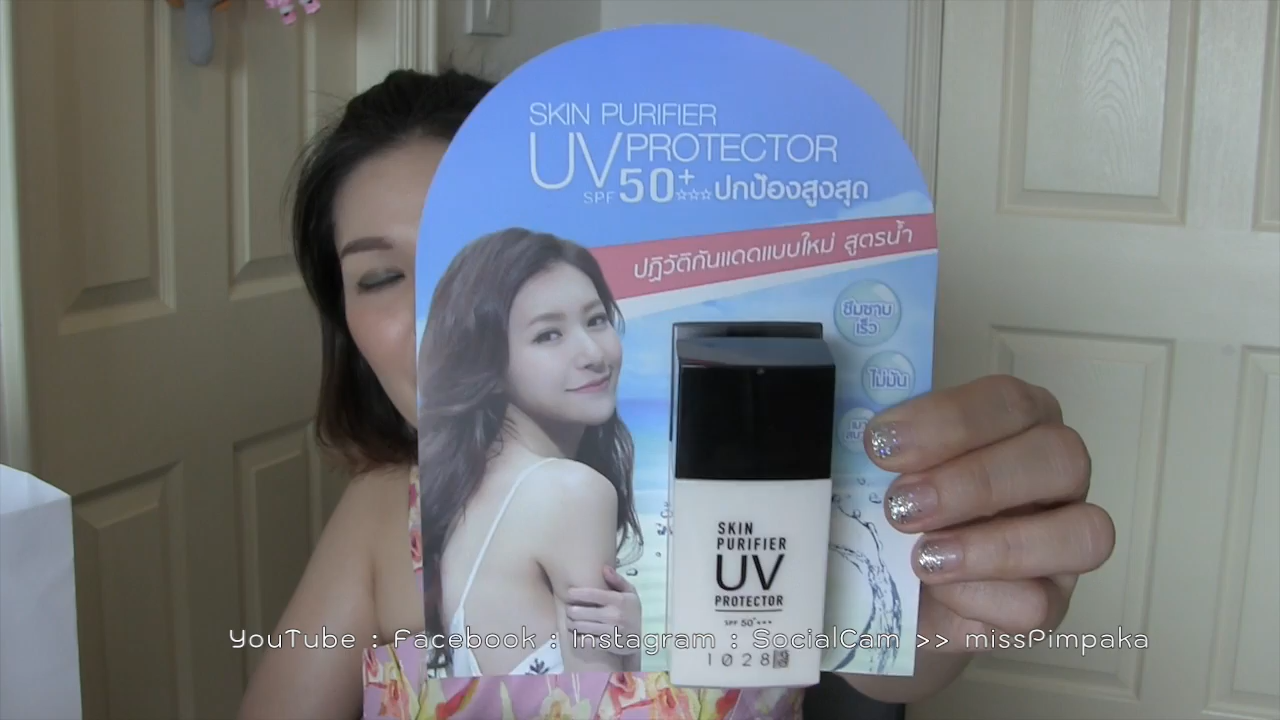 SKIN PURIFIER
UV PROTECTOR
SPF 50+ ☆☆☆ ปกป้องสูงสุด
ปฏิวัติกันแดดแบบใหม่ สูตรน้ำ
ซึมซาบ
เร็ว
ไม่มัน
SKIN
PURIFIER
UV
PROTECTOR
SPF 50+ ★★★
1028
YouTube : Facebook : Instagram : SocialCam >> missPimpaka